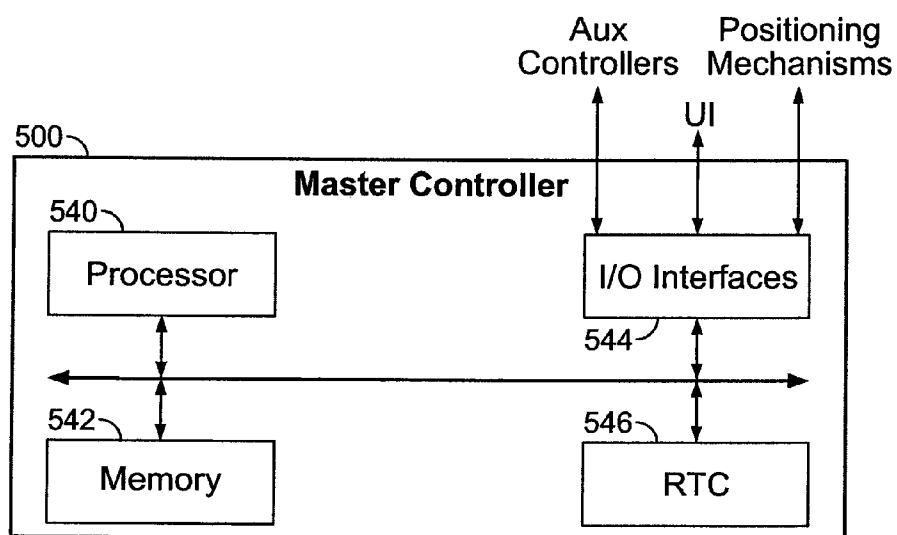 Aux Controllers
Positioning Mechanisms
UI
500
Master Controller
540
Processor
I/O Interfaces
544
542
Memory
546
RTC